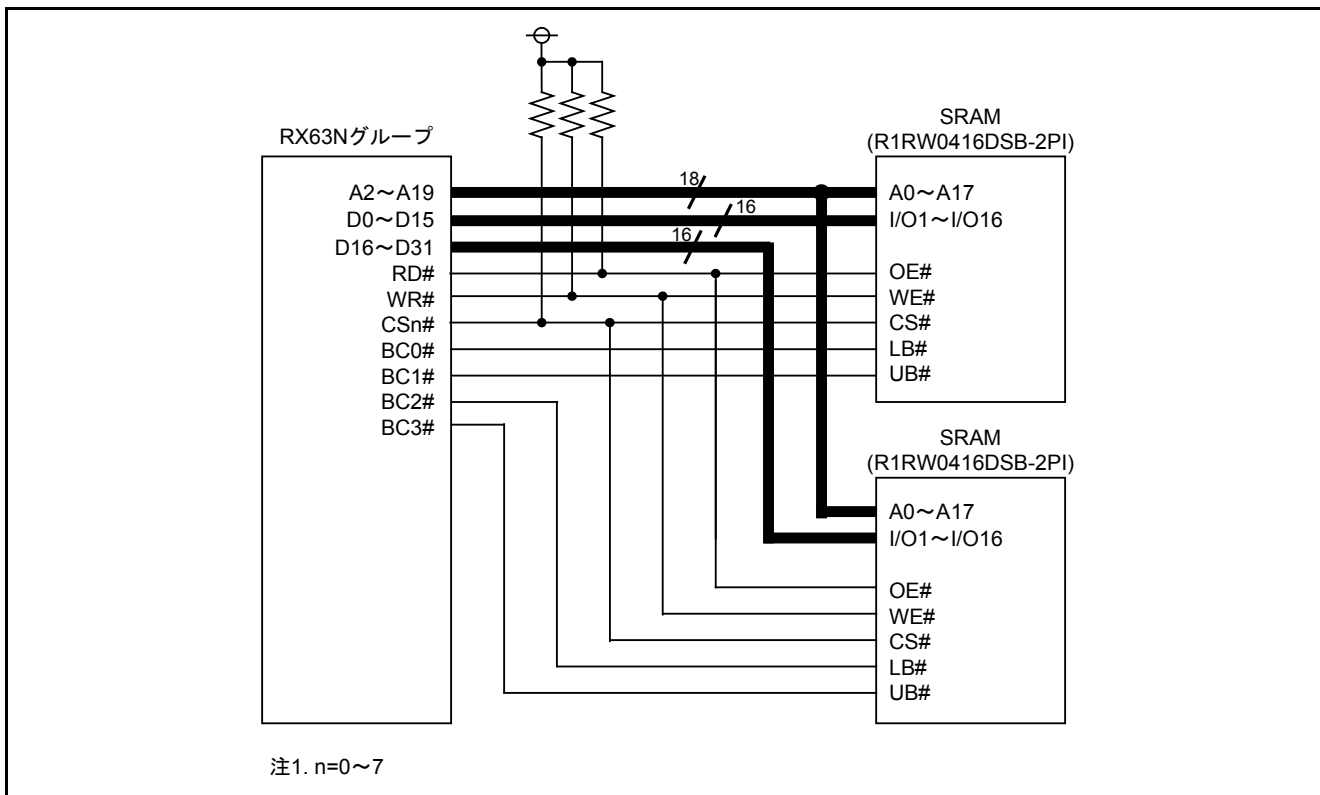 RX63Nグループ
A2～A19
D0～D15
D16～D31
RD#
WR#
CSn#
BC0#
BC1#
BC2#
BC3#
18
16
16
SRAM
(R1RW0416DSB-2PI)
A0～A17
I/O1～I/O16
OE#
WE#
CS#
LB#
UB#
SRAM
(R1RW0416DSB-2PI)
A0～A17
I/O1～I/O16
OE#
WE#
CS#
LB#
UB#
注1. n=0～7